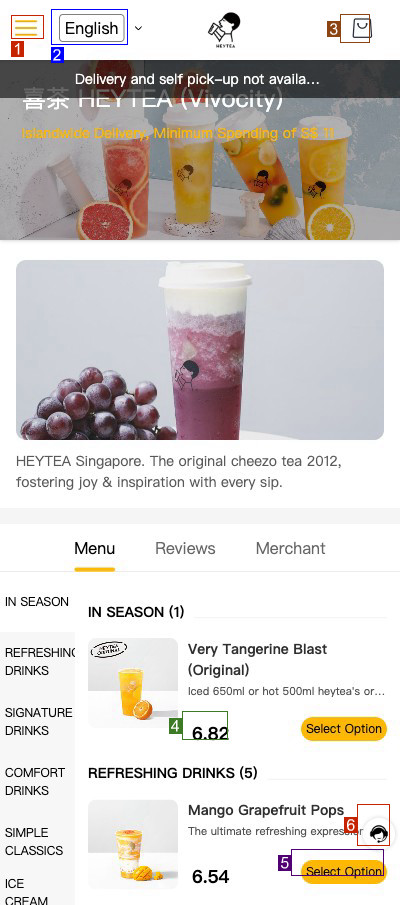 English
HEYTEA
Delivery and self pick-up not availa...
喜茶 HEYTEA (Vivocity)
Islandwide Delivery, Minimum Spending of S$ 11
HEYTEA Singapore. The original cheezo tea 2012,
fostering joy & inspiration with every sip.
Menu
Reviews
Merchant
IN SEASON
REFRESHING
DRINKS
SIGNATURE
DRINKS
COMFORT
DRINKS
SIMPLE
CLASSICS
ICE
CREAM
IN SEASON (1)
HEYTEA
Very Tangerine Blast
(Original)
Iced 650ml or hot 500ml heytea's or...
6.82
Select Option
REFRESHING DRINKS (5)
Mango Grapefruit Pops
The ultimate refreshing
6.54
Select Option
1
2
3
4
5
6